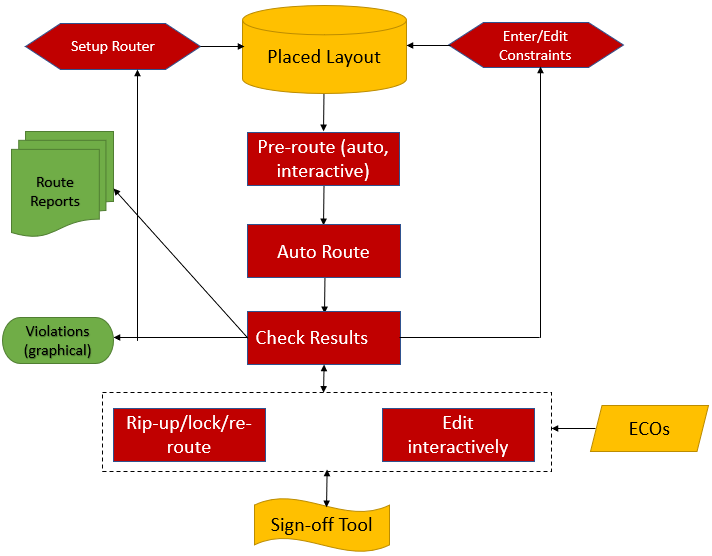 Setup Router
Placed Layout
Enter/Edit
Constraints
Pre-route (auto,
interactive)
Route
Reports
Auto Route
Violations
(graphical)
Check Results
Rip-up/lock/re-
route
Edit
interactively
ECOs
Sign-off Tool